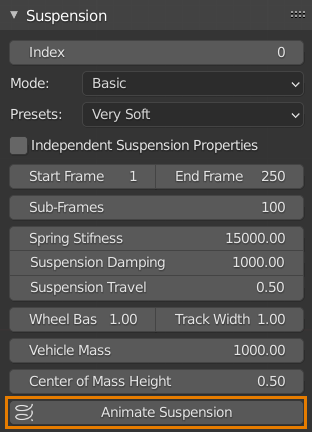 Suspension
Index 0
Mode: Basic
Presets: Very Soft
Independent Suspension Properties
Start Frame 1 End Frame 250
Sub-Frames 100
Spring Stifness 15000.00
Suspension Damping 1000.00
Suspension Travel 0.50
Wheel Bas 1.00 Track Width 1.00
Vehicle Mass 1000.00
Center of Mass Height 0.50
Animate Suspension